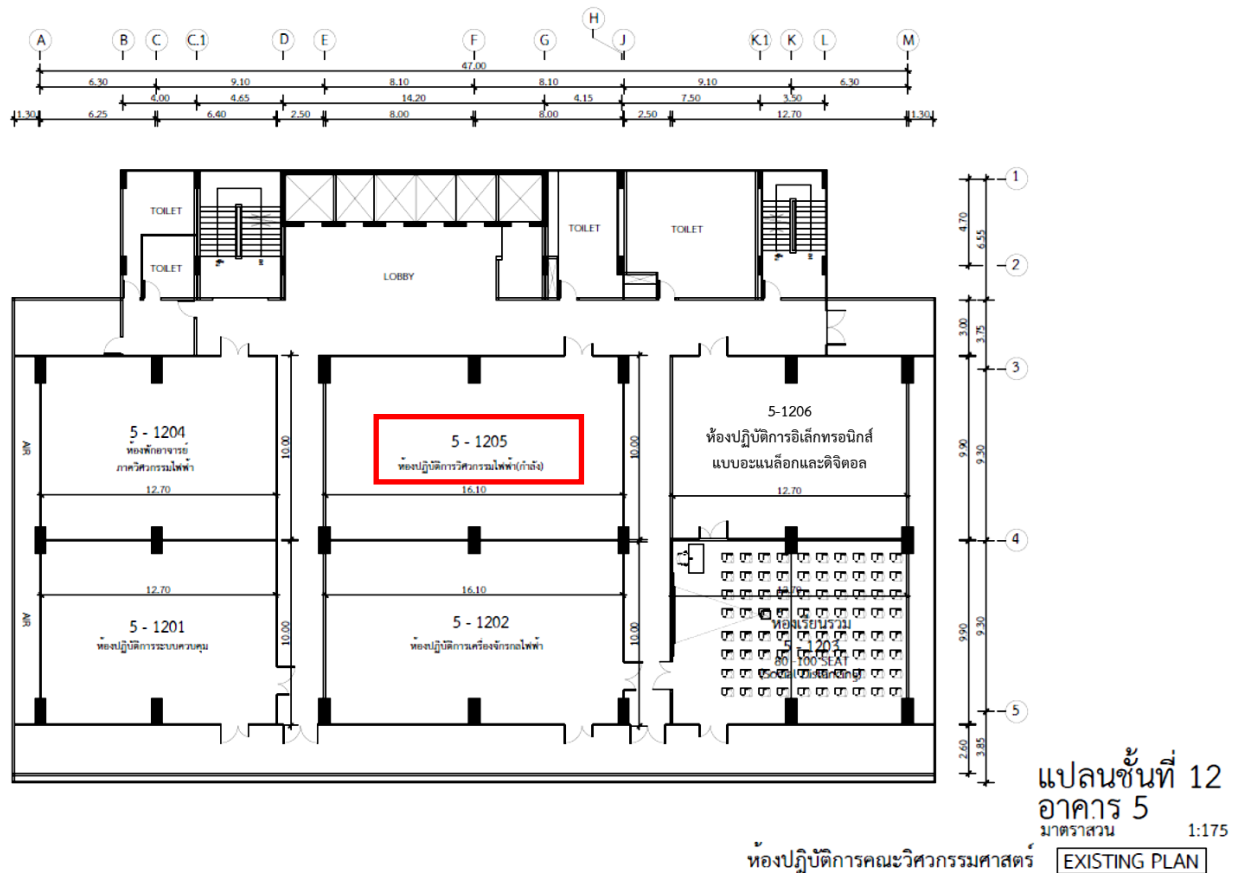 A B C C.1 D E F G H J K.1 K L M
47.00
6.30 9.10 8.10 8.10 9.10 6.30
4.00 4.65 14.20 4.15 7.50 3.50
1.30 6.25 6.40 2.50 8.00 8.00 2.50 12.70 1.30
TOILET
TOILET
LOBBY
TOILET
TOILET
1
4.70
6.55
2
3.00
3.75
3
AIR
5 - 1204
ห้องพักอาจารย์
ภาควิศวกรรมไฟฟ้า
12.70
10.00
5 - 1205
ห้องปฏิบัติการวิศวกรรมไฟฟ้า(กำลัง)
16.10
10.00
5-1206
ห้องปฏิบัติการอิเล็กทรอนิกส์
แบบอะแนล็อกและดิจิตอล
12.70
9.90
9.30
4
AIR
12.70
5 - 1201
ห้องปฏิบัติการระบบควบคุม
10.00
16.10
5 - 1202
ห้องปฏิบัติการเครื่องจักรกลไฟฟ้า
10.00
12.70
ห้องเรียนรวม
5 - 1203
80 -100 SEAT
(Social Distancing)
9.90
9.30
5
2.60
3.85
แปลนชั้นที่ 12
อาคาร 5
มาตราสวน 1:175
ห้องปฏิบัติการคณะวิศวกรรมศาสตร์ EXISTING PLAN